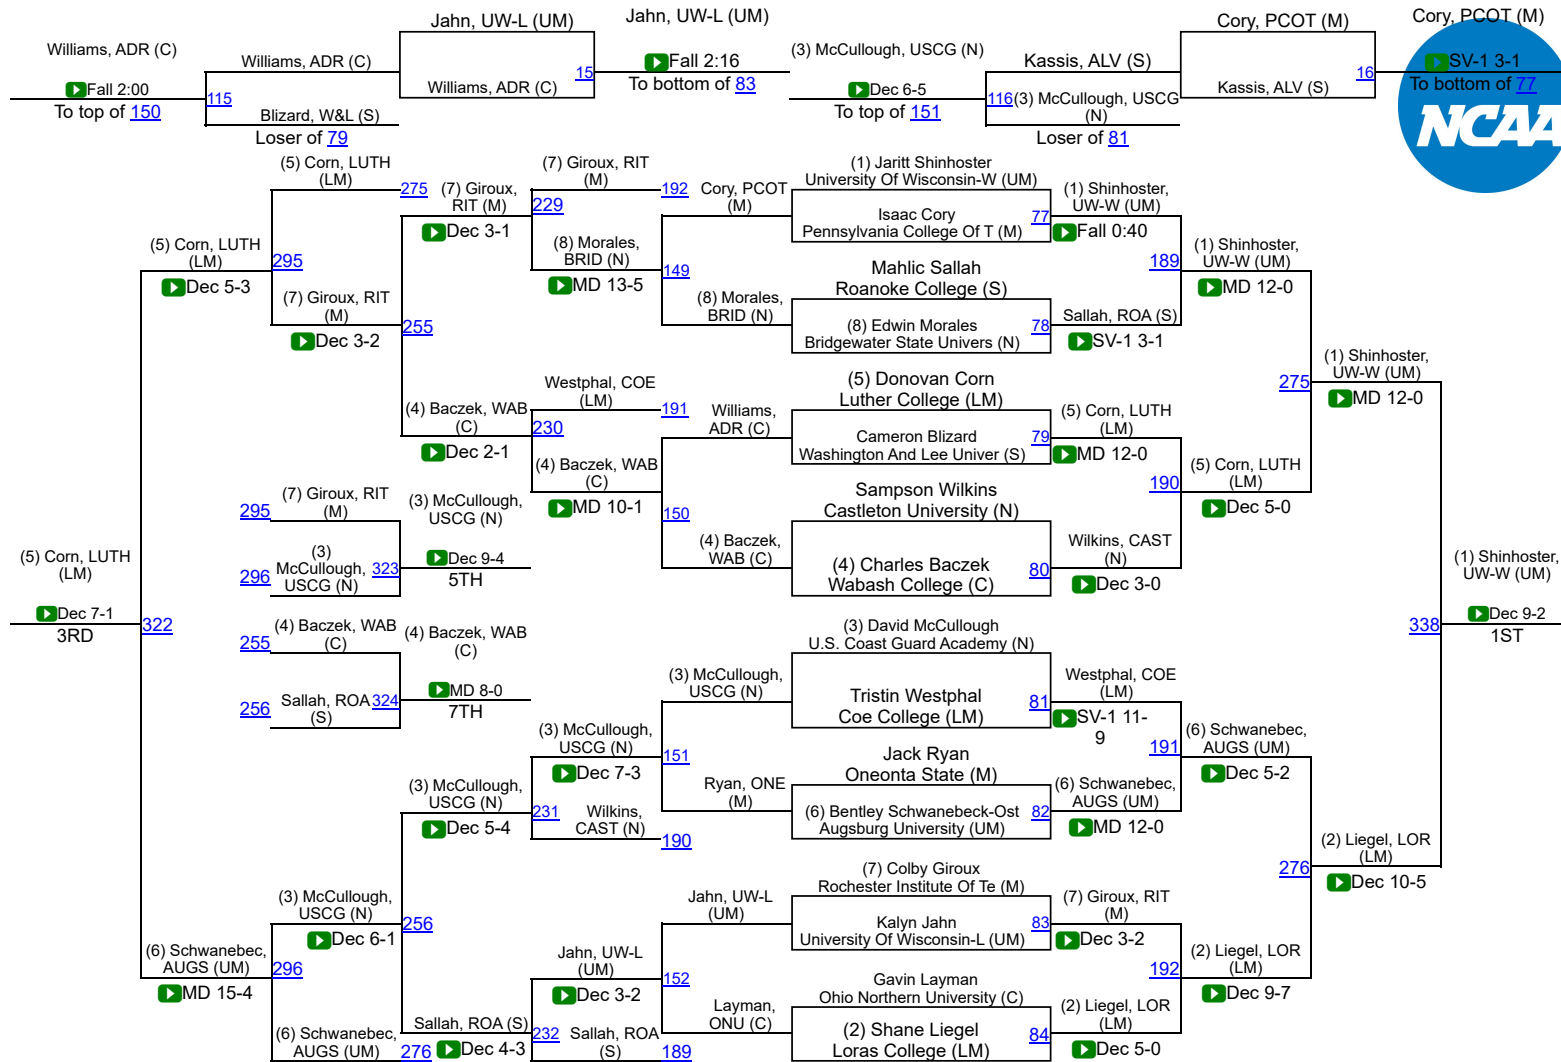 Jahn, UW-L (UM)
Jahn, UW-L (UM)
Cory, PCOT (M)
Cory, PCOT (M)
Williams, ADR (C)
Williams, ADR (C)
Fall 2:16
(3) McCullough, USCG (N)
Kassis, ALV (S)
SV-1 3-1
Fall 2:00
115
Williams, ADR (C)
15
To bottom of 83
Dec 6-5
116
(3) McCullough, USCG
(N)
Kassis, ALV (S)
16
To bottom of 77
To top of 150
Blizard, W&L (S)
Loser of 79
To top of 151
Loser of 81
NCAA
(5) Corn, LUTH
(LM)
275
(7) Giroux, RIT
(M)
192
(1) Jaritt Shinhoster
University Of Wisconsin-W (UM)
Isaac Cory
Pennsylvania College Of T (M)
77
(1) Shinhoster,
UW-W (UM)
Fall 0:40
(7) Giroux,
RIT (M)
Dec 3-1
229
Cory, PCOT
(M)
(5) Corn, LUTH
(LM)
Dec 5-3
295
(8) Morales,
BRID (N)
MD 13-5
149
Mahlic Sallah
Roanoke College (S)
(8) Edwin Morales
Bridgewater State Univers (N)
78
189
(1) Shinhoster,
UW-W (UM)
MD 12-0
(7) Giroux, RIT
(M)
Dec 3-2
255
(8) Morales,
BRID (N)
Sallah, ROA (S)
SV-1 3-1
Westphal, COE
(LM)
191
(5) Donovan Corn
Luther College (LM)
Cameron Blizard
Washington And Lee Univer (S)
79
(5) Corn, LUTH
(LM)
MD 12-0
275
(1) Shinhoster,
UW-W (UM)
MD 12-0
(4) Baczek, WAB
(C)
Dec 2-1
230
Williams,
ADR (C)
(4) Baczek, WAB
(C)
MD 10-1
150
Sampson Wilkins
Castleton University (N)
(4) Charles Baczek
Wabash College (C)
80
190
(5) Corn, LUTH
(LM)
Dec 5-0
295
(7) Giroux, RIT
(M)
(3) McCullough,
USCG (N)
(4) Baczek,
WAB (C)
Wilkins, CAST
(N)
Dec 3-0
296
(3)
McCullough,
USCG (N)
323
Dec 9-4
5TH
(5) Corn, LUTH
(LM)
Dec 7-1
3RD
322
(1) Shinhoster,
UW-W (UM)
Dec 9-2
1ST
338
255
(4) Baczek, WAB
(C)
(4) Baczek, WAB
(C)
256
Sallah, ROA
(S)
324
MD 8-0
7TH
(3) McCullough,
USCG (N)
(3) David McCullough
U.S. Coast Guard Academy (N)
Tristin Westphal
Coe College (LM)
81
Westphal, COE
(LM)
SV-1 11-
9
(3) McCullough,
USCG (N)
Dec 7-3
151
191
(6) Schwanebec,
AUGS (UM)
Dec 5-2
(3) McCullough,
USCG (N)
Dec 5-4
231
Wilkins,
CAST (N)
190
Ryan, ONE
(M)
Jack Ryan
Oneonta State (M)
(6) Bentley Schwanebeck-Ost
Augsburg University (UM)
82
(6) Schwanebec,
AUGS (UM)
MD 12-0
276
(2) Liegel, LOR
(LM)
Dec 10-5
(3) McCullough,
USCG (N)
Dec 6-1
256
Jahn, UW-L
(UM)
(7) Colby Giroux
Rochester Institute Of Te (M)
Kalyn Jahn
University Of Wisconsin-L (UM)
83
(7) Giroux, RIT
(M)
Dec 3-2
(6) Schwanebec,
AUGS (UM)
MD 15-4
296
Jahn, UW-L
(UM)
Dec 3-2
152
192
(2) Liegel, LOR
(LM)
Dec 9-7
(6) Schwanebec,
AUGS (UM)
276
Sallah, ROA (S)
Dec 4-3
232
Sallah, ROA
(S)
189
Layman,
ONU (C)
Gavin Layman
Ohio Northern University (C)
(2) Shane Liegel
Loras College (LM)
84
(2) Liegel, LOR
(LM)
Dec 5-0